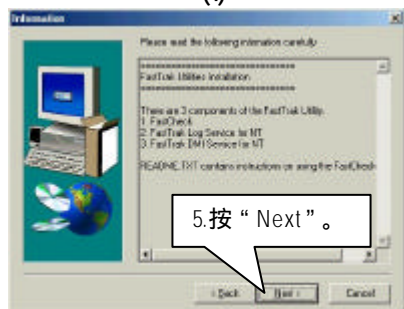 Information
Please read the following information carefully.
==============================
FastTrak Utilities Installation
==============================
There are 3 components of the FastTrak Utility.
1. FastCheck
2. FastTrak Log Service for NT
3. FastTrak DMI Service for NT
README.TXT contains instructions on using the FastCheck
5.按“Next”。
< Back
Next >
Cancel